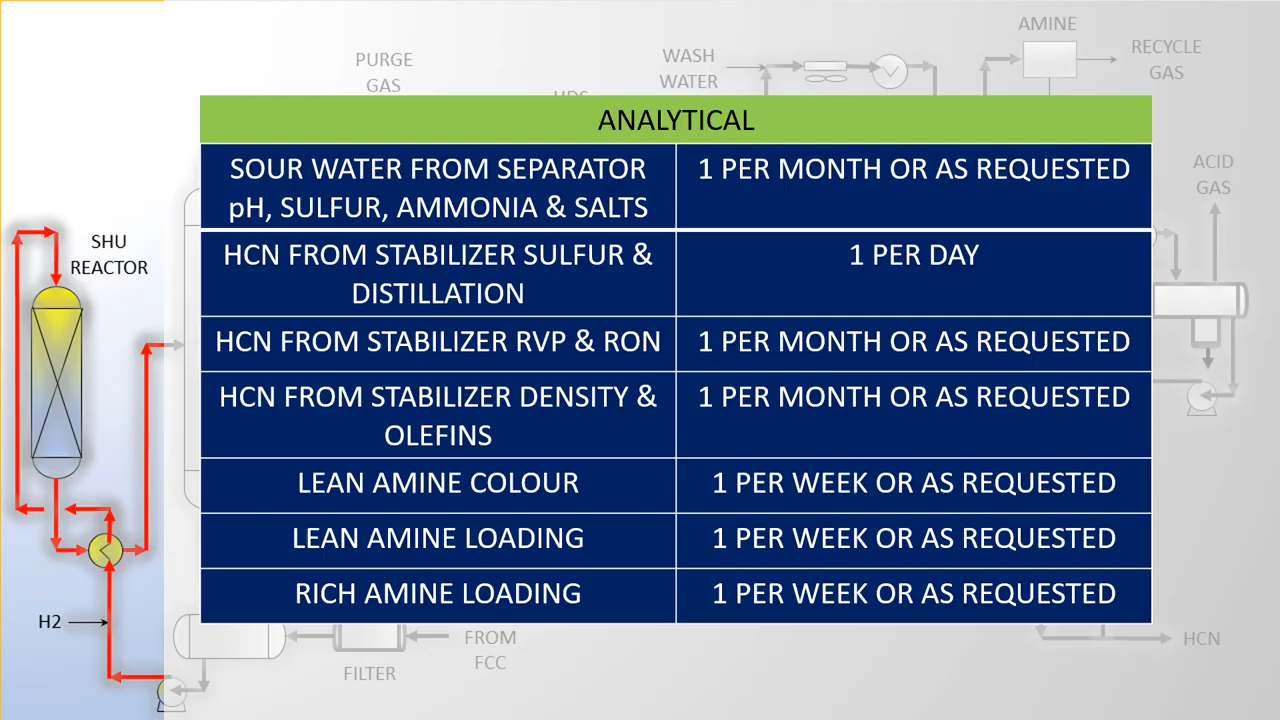 AMINE
PURGE
GAS
WASH
WATER
RECYCLE
GAS
ANALYTICAL
SOUR WATER FROM SEPARATOR
pH, SULFUR, AMMONIA & SALTS
1 PER MONTH OR AS REQUESTED
HCN FROM STABILIZER SULFUR &
DISTILLATION
1 PER DAY
HCN FROM STABILIZER RVP & RON
1 PER MONTH OR AS REQUESTED
HCN FROM STABILIZER DENSITY &
OLEFINS
1 PER MONTH OR AS REQUESTED
LEAN AMINE COLOUR
1 PER WEEK OR AS REQUESTED
LEAN AMINE LOADING
1 PER WEEK OR AS REQUESTED
RICH AMINE LOADING
1 PER WEEK OR AS REQUESTED
ACID
GAS
SHU
REACTOR
H2
FROM
FCC
FILTER
HCN